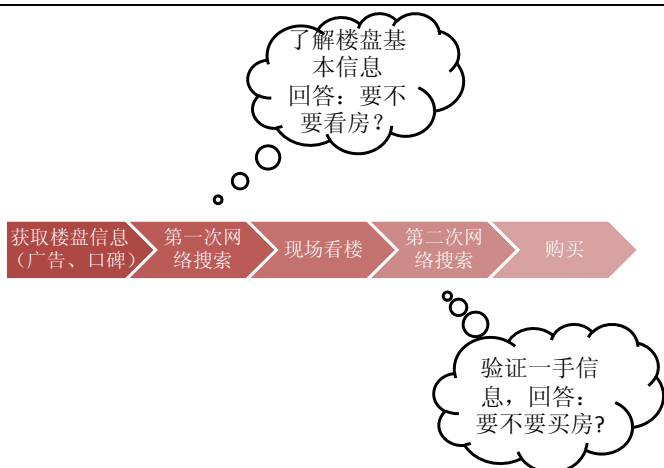 了解楼盘基
本信息
回答：要不
要看房？
获取楼盘信息
（广告、口碑）
第一次网
络搜索
现场看楼
第二次网
络搜索
购买
验证一手信
息，回答：
要不要买房?